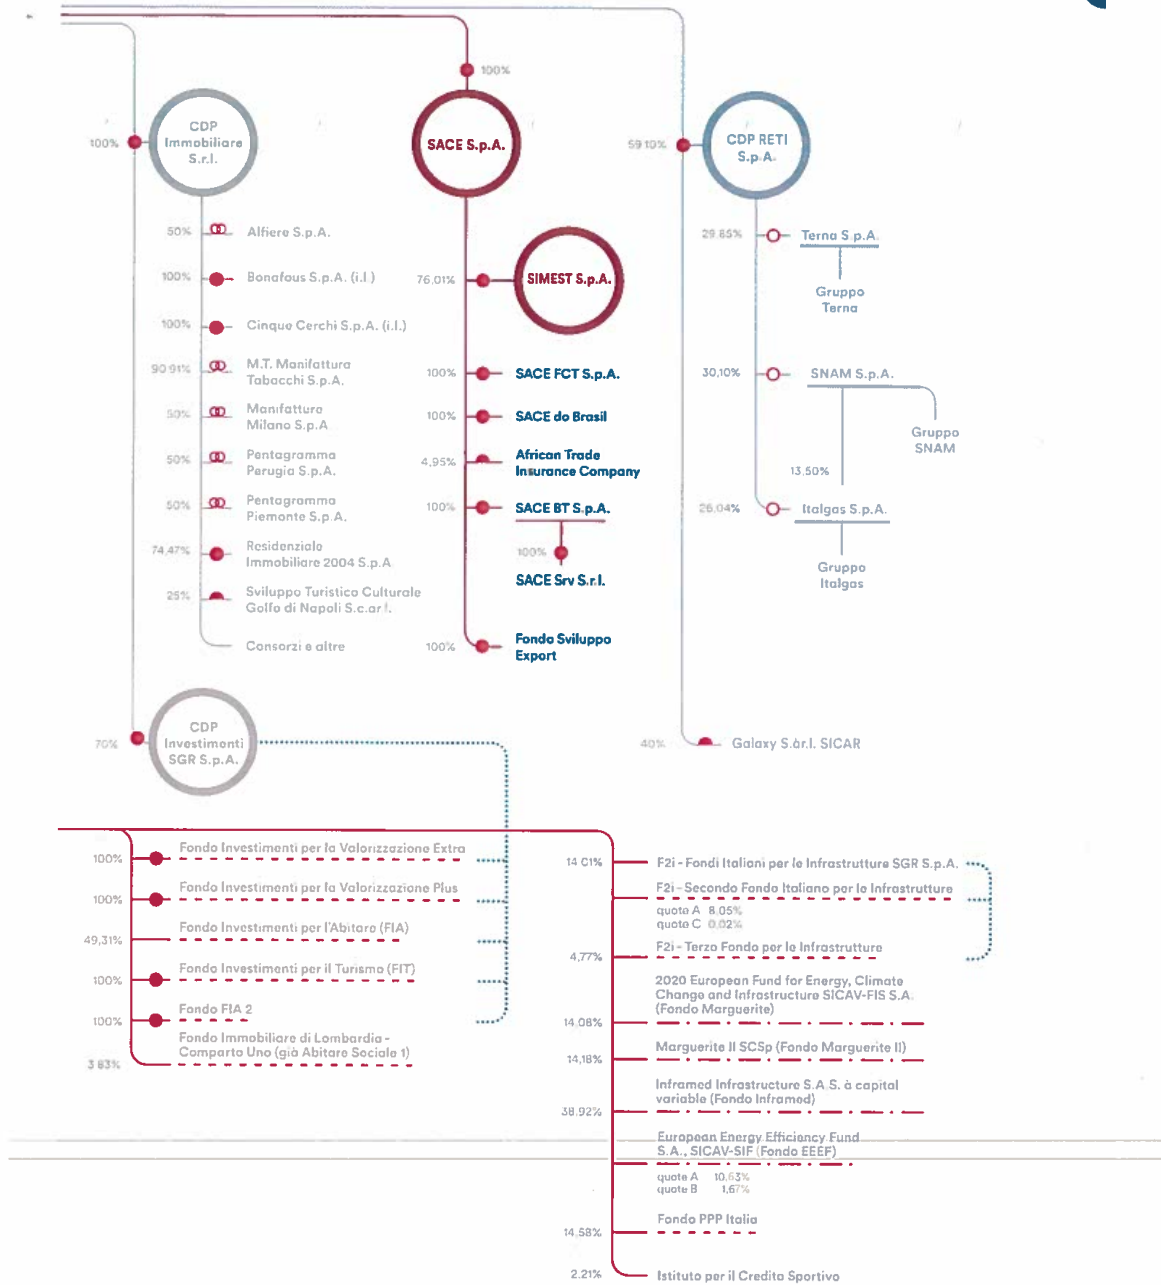 100%
CDP
Immobiliare
S.r.l.
100%
SACE S.p.A.
59,10%
CDP RETI
S.p.A.
50%
Alfiere S.p.A.
100%
Bonafous S.p.A. (i.l.)
100%
Cinque Cerchi S.p.A. (i.l.)
90,91%
M.T. Manifattura
Tabacchi S.p.A.
50%
Manifatture
Milano S.p.A.
50%
Pentagramma
Perugia S.p.A.
50%
Pentagramma
Piemonte S.p.A.
74,47%
Residenziale
Immobiliare 2004 S.p.A.
25%
Sviluppo Turistico Culturale
Golfo di Napoli S.c.ar.l.
Consorzi e altre
76,01%
SIMEST S.p.A.
100%
SACE FCT S.p.A.
100%
SACE do Brasil
4,95%
African Trade
Insurance Company
100%
SACE BT S.p.A.
100%
SACE Srv S.r.l.
100%
Fondo Sviluppo
Export
29,85%
Terna S.p.A.
Gruppo
Terna
30,10%
SNAM S.p.A.
Gruppo
SNAM
13,50%
26,04%
Italgas S.p.A.
Gruppo
Italgas
70%
CDP
Investimenti
SGR S.p.A.
40%
Galaxy S.àr.l. SICAR
100%
Fondo Investimenti per la Valorizzazione Extra
100%
Fondo Investimenti per la Valorizzazione Plus
49,31%
Fondo Investimenti per l'Abitare (FIA)
100%
Fondo Investimenti per il Turismo (FIT)
100%
Fondo FIA 2
3,83%
Fondo Immobiliare di Lombardia -
Comparto Uno (già Abitare Sociale 1)
14,01%
F2i - Fondi Italiani per le Infrastrutture SGR S.p.A.
F2i - Secondo Fondo Italiano per le Infrastrutture
quote A 8,05%
quote C 0,02%
4,77%
F2i - Terzo Fondo per le Infrastrutture
2020 European Fund for Energy, Climate
Change and Infrastructure SICAV-FIS S.A.
(Fondo Marguerite)
14,08%
14,18%
Marguerite II SCSp (Fondo Marguerite II)
Inframed Infrastructure S.A.S. à capital
variable (Fondo Inframed)
38,92%
European Energy Efficiency Fund
S.A., SICAV-SIF (Fondo EEEF)
quote A 10,63%
quote B 1,67%
14,58%
Fondo PPP Italia
2,21%
Istituto per il Credito Sportivo